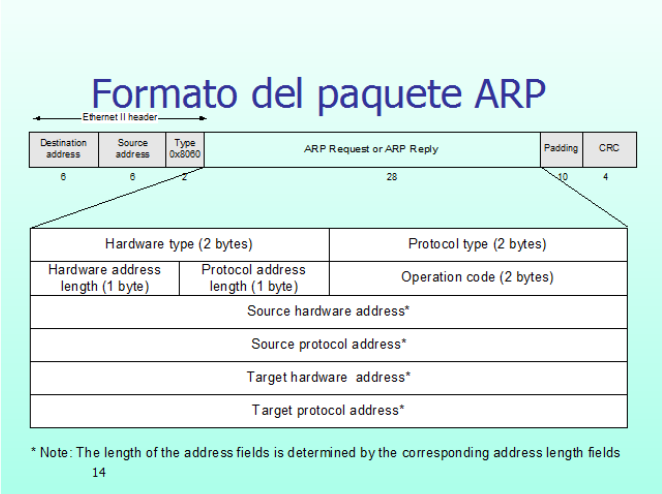 Formato del paquete ARP
Ethernet II header
Destination address
Source address
Type 0x8060
ARP Request or ARP Reply
Padding
CRC
6
6
2
28
10
4
Hardware type (2 bytes)
Protocol type (2 bytes)
Hardware address length (1 byte)
Protocol address length (1 byte)
Operation code (2 bytes)
Source hardware address*
Source protocol address*
Target hardware address*
Target protocol address*
* Note: The length of the address fields is determined by the corresponding address length fields
14